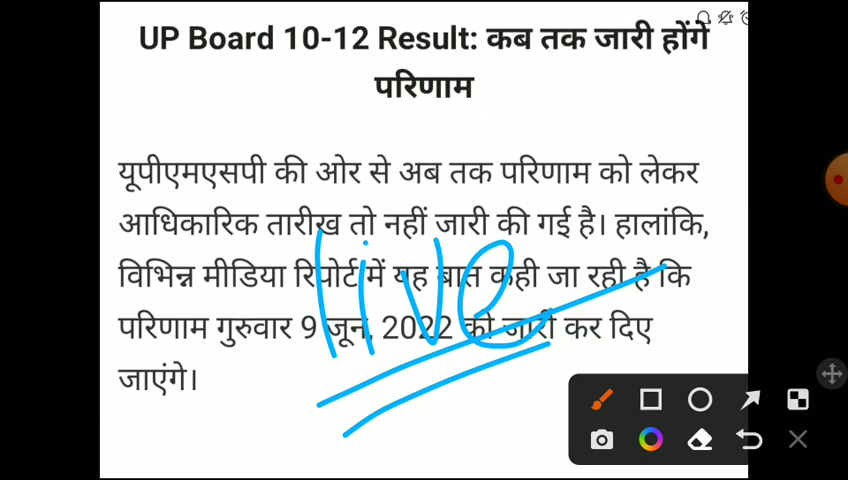 UP Board 10-12 Result: कब तक जारी होंगे
परिणाम
यूपीएमएसपी की ओर से अब तक परिणाम को लेकर
आधिकारिक तारीख तो नहीं जारी की गई है। हालांकि,
विभिन्न मीडिया रिपोर्ट में यह बात कही जा रही है कि
परिणाम गुरुवार 9 जून, 2022 को जारी कर दिए
जाएंगे।
live